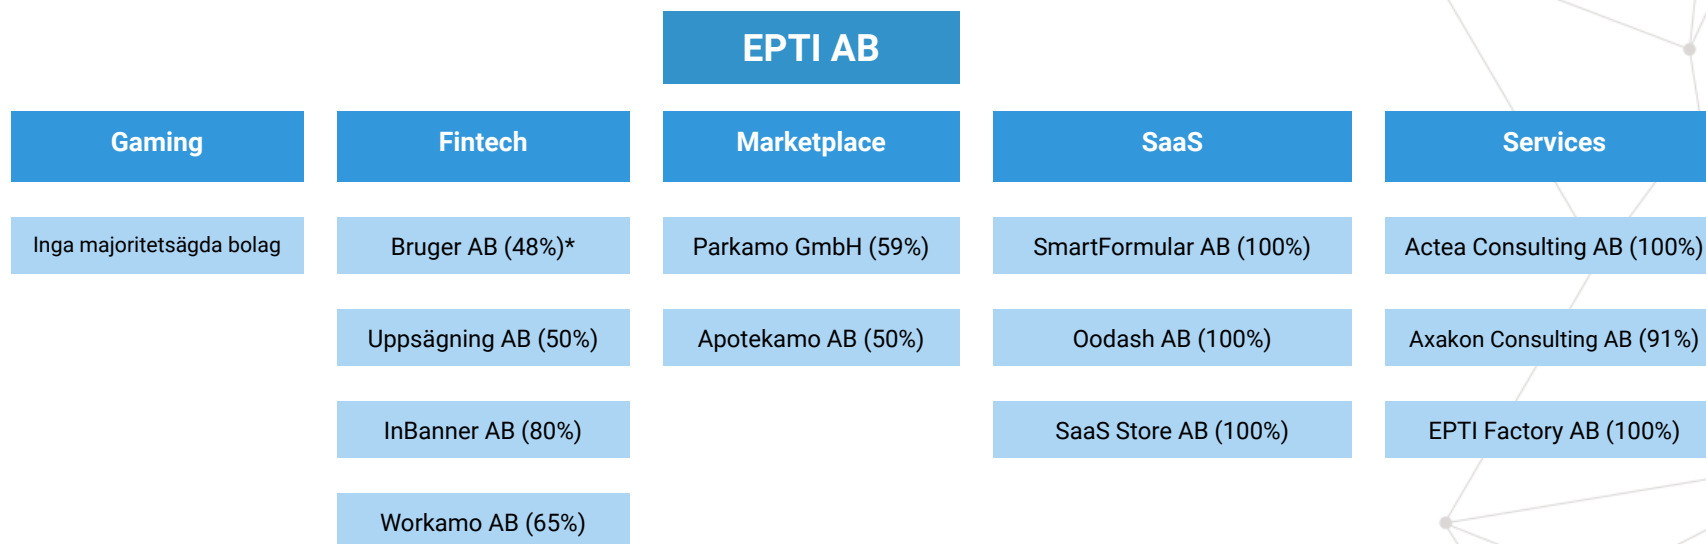 EPTI AB
Gaming
Fintech
Marketplace
SaaS
Services
Inga majoritetsägda bolag
Bruger AB (48%)*
Parkamo GmbH (59%)
SmartFormular AB (100%)
Actea Consulting AB (100%)
Uppsägning AB (50%)
Apotekamo AB (50%)
Oodash AB (100%)
Axakon Consulting AB (91%)
InBanner AB (80%)
SaaS Store AB (100%)
EPTI Factory AB (100%)
Workamo AB (65%)